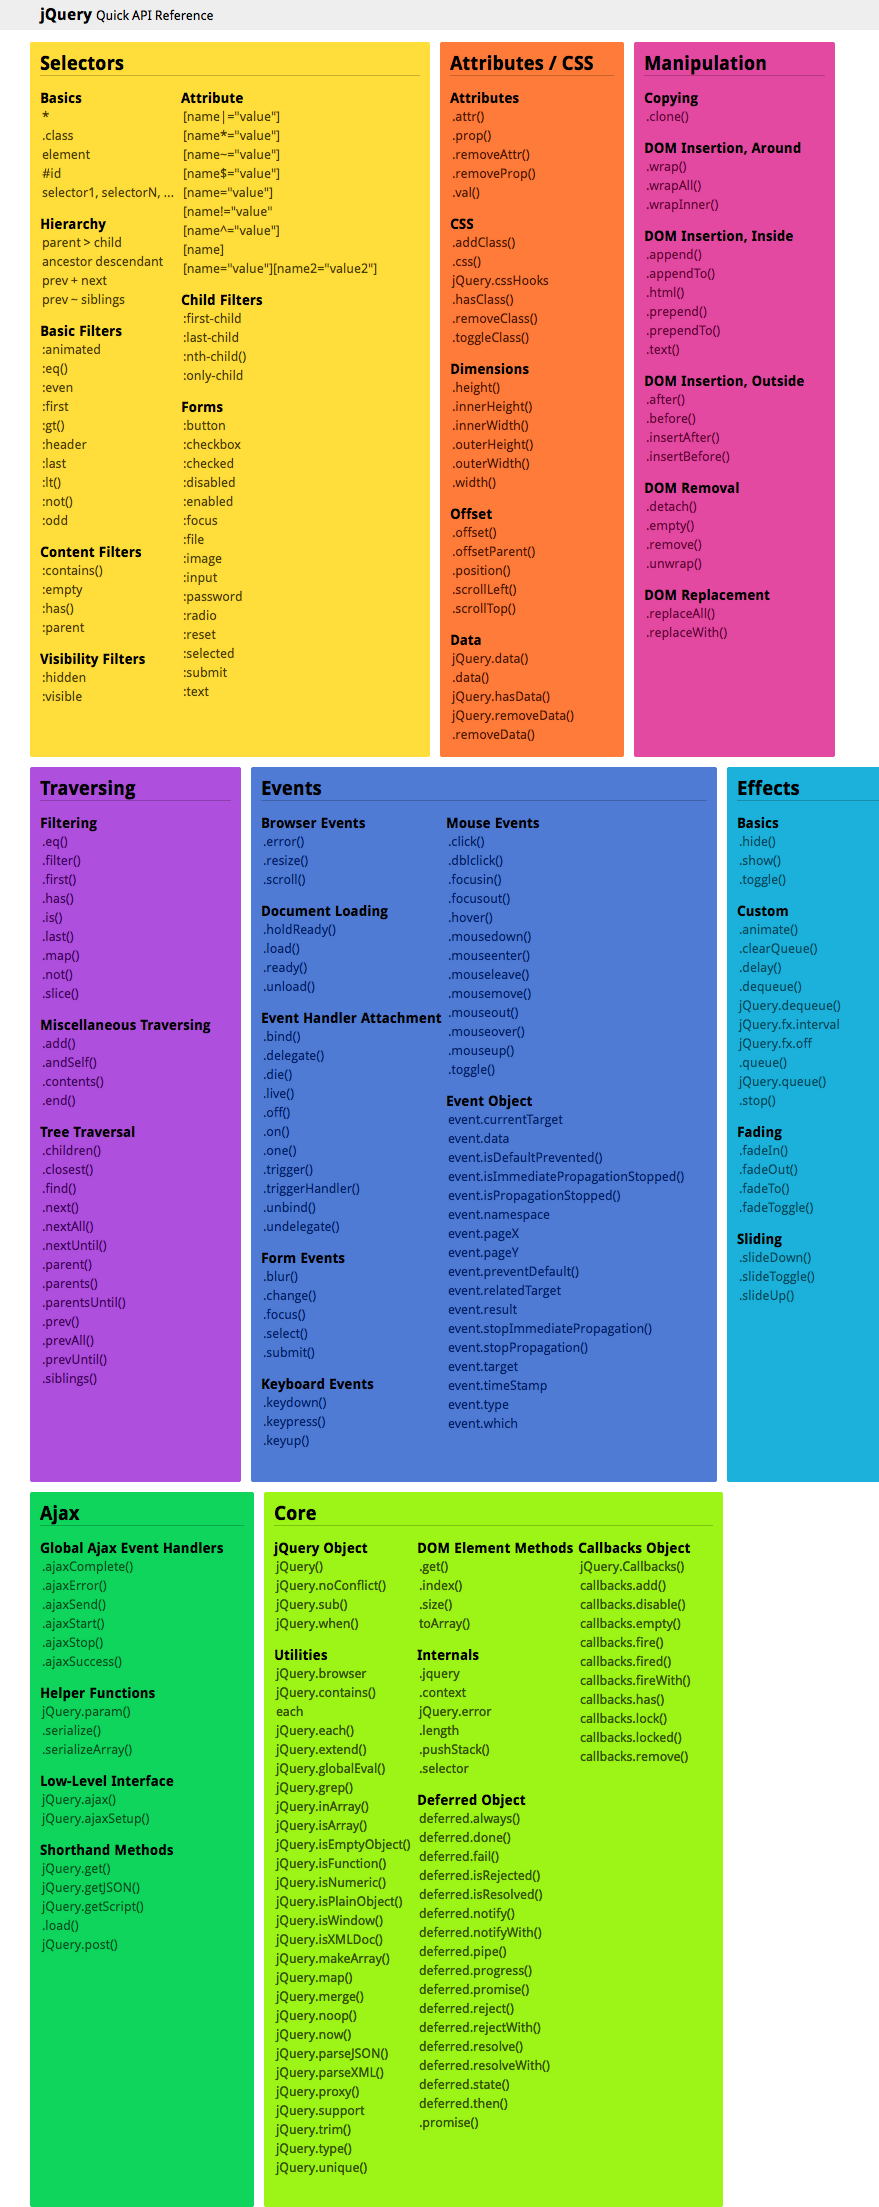 jQuery Quick API Reference
Selectors
Basics
*
.class
element
#id
selector1, selectorN, ...
Hierarchy
parent > child
ancestor descendant
prev + next
prev ~ siblings
Basic Filters
:animated
:eq()
:even
:first
:gt()
:header
:last
:lt()
:not()
:odd
Content Filters
:contains()
:empty
:has()
:parent
Visibility Filters
:hidden
:visible
Attribute
[name|="value"]
[name*="value"]
[name~="value"]
[name$="value"]
[name="value"]
[name!="value"
[name^="value"]
[name]
[name="value"][name2="value2"]
Child Filters
:first-child
:last-child
:nth-child()
:only-child
Forms
:button
:checkbox
:checked
:disabled
:enabled
:focus
:file
:image
:input
:password
:radio
:reset
:selected
:submit
:text
Attributes / CSS
Attributes
.attr()
.prop()
.removeAttr()
.removeProp()
.val()
CSS
.addClass()
.css()
jQuery.cssHooks
.hasClass()
.removeClass()
.toggleClass()
Dimensions
.height()
.innerHeight()
.innerWidth()
.outerHeight()
.outerWidth()
.width()
Offset
.offset()
.offsetParent()
.position()
.scrollLeft()
.scrollTop()
Data
jQuery.data()
.data()
jQuery.hasData()
jQuery.removeData()
.removeData()
Manipulation
Copying
.clone()
DOM Insertion, Around
.wrap()
.wrapAll()
.wrapInner()
DOM Insertion, Inside
.append()
.appendTo()
.html()
.prepend()
.prependTo()
.text()
DOM Insertion, Outside
.after()
.before()
.insertAfter()
.insertBefore()
DOM Removal
.detach()
.empty()
.remove()
.unwrap()
DOM Replacement
.replaceAll()
.replaceWith()
Traversing
Filtering
.eq()
.filter()
.first()
.has()
.is()
.last()
.map()
.not()
.slice()
Miscellaneous Traversing
.add()
.andSelf()
.contents()
.end()
Tree Traversal
.children()
.closest()
.find()
.next()
.nextAll()
.nextUntil()
.parent()
.parents()
.parentsUntil()
.prev()
.prevAll()
.prevUntil()
.siblings()
Events
Browser Events
.error()
.resize()
.scroll()
Document Loading
.holdReady()
.load()
.ready()
.unload()
Event Handler Attachment
.bind()
.delegate()
.die()
.live()
.off()
.on()
.one()
.trigger()
.triggerHandler()
.unbind()
.undelegate()
Form Events
.blur()
.change()
.focus()
.select()
.submit()
Keyboard Events
.keydown()
.keypress()
.keyup()
Mouse Events
.click()
.dblclick()
.focusin()
.focusout()
.hover()
.mousedown()
.mouseenter()
.mouseleave()
.mousemove()
.mouseout()
.mouseover()
.mouseup()
.toggle()
Event Object
event.currentTarget
event.data
event.isDefaultPrevented()
event.isImmediatePropagationStopped()
event.isPropagationStopped()
event.namespace
event.pageX
event.pageY
event.preventDefault()
event.relatedTarget
event.result
event.stopImmediatePropagation()
event.stopPropagation()
event.target
event.timeStamp
event.type
event.which
Effects
Basics
.hide()
.show()
.toggle()
Custom
.animate()
.clearQueue()
.delay()
.dequeue()
jQuery.dequeue()
jQuery.fx.interval
jQuery.fx.off
.queue()
jQuery.queue()
.stop()
Fading
.fadeIn()
.fadeOut()
.fadeTo()
.fadeToggle()
Sliding
.slideDown()
.slideToggle()
.slideUp()
Ajax
Global Ajax Event Handlers
.ajaxComplete()
.ajaxError()
.ajaxSend()
.ajaxStart()
.ajaxStop()
.ajaxSuccess()
Helper Functions
jQuery.param()
.serialize()
.serializeArray()
Low-Level Interface
jQuery.ajax()
jQuery.ajaxSetup()
Shorthand Methods
jQuery.get()
jQuery.getJSON()
jQuery.getScript()
.load()
jQuery.post()
Core
jQuery Object
jQuery()
jQuery.noConflict()
jQuery.sub()
jQuery.when()
Utilities
jQuery.browser
jQuery.contains()
each
jQuery.each()
jQuery.extend()
jQuery.globalEval()
jQuery.grep()
jQuery.inArray()
jQuery.isArray()
jQuery.isEmptyObject()
jQuery.isFunction()
jQuery.isNumeric()
jQuery.isPlainObject()
jQuery.isWindow()
jQuery.isXMLDoc()
jQuery.makeArray()
jQuery.map()
jQuery.merge()
jQuery.noop()
jQuery.now()
jQuery.parseJSON()
jQuery.parseXML()
jQuery.proxy()
jQuery.support
jQuery.trim()
jQuery.type()
jQuery.unique()
DOM Element Methods
.get()
.index()
.size()
toArray()
Internals
.jquery
.context
jQuery.error
.length
.pushStack()
.selector
Deferred Object
deferred.always()
deferred.done()
deferred.fail()
deferred.isRejected()
deferred.isResolved()
deferred.notify()
deferred.notifyWith()
deferred.pipe()
deferred.progress()
deferred.promise()
deferred.reject()
deferred.rejectWith()
deferred.resolve()
deferred.resolveWith()
deferred.state()
deferred.then()
.promise()
Callbacks Object
jQuery.Callbacks()
callbacks.add()
callbacks.disable()
callbacks.empty()
callbacks.fire()
callbacks.fired()
callbacks.fireWith()
callbacks.has()
callbacks.lock()
callbacks.locked()
callbacks.remove()